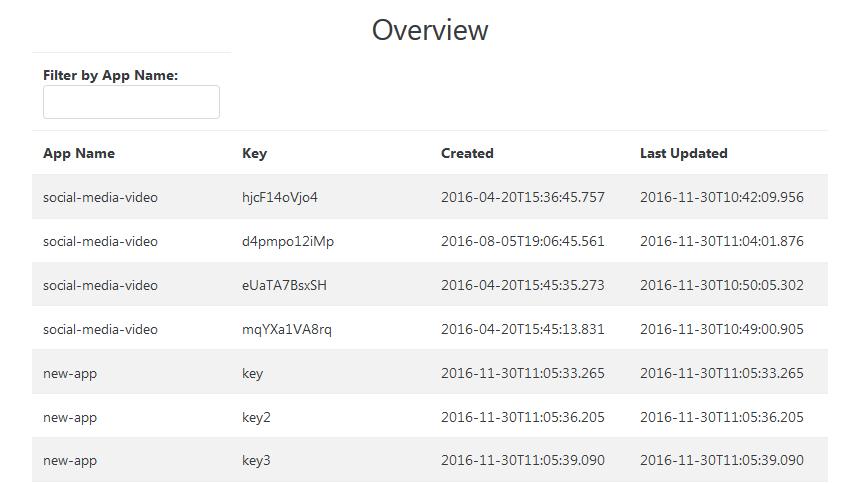 Overview
Filter by App Name:
App Name Key Created Last Updated
social-media-video hjcF14oVjo4 2016-04-20T15:36:45.757 2016-11-30T10:42:09.956
social-media-video d4pmpo12iMp 2016-08-05T19:06:45.561 2016-11-30T11:04:01.876
social-media-video eUaTA7BsxSH 2016-04-20T15:45:35.273 2016-11-30T10:50:05.302
social-media-video mqYXa1VA8rq 2016-04-20T15:45:13.831 2016-11-30T10:49:00.905
new-app key 2016-11-30T11:05:33.265 2016-11-30T11:05:33.265
new-app key2 2016-11-30T11:05:36.205 2016-11-30T11:05:36.205
new-app key3 2016-11-30T11:05:39.090 2016-11-30T11:05:39.090